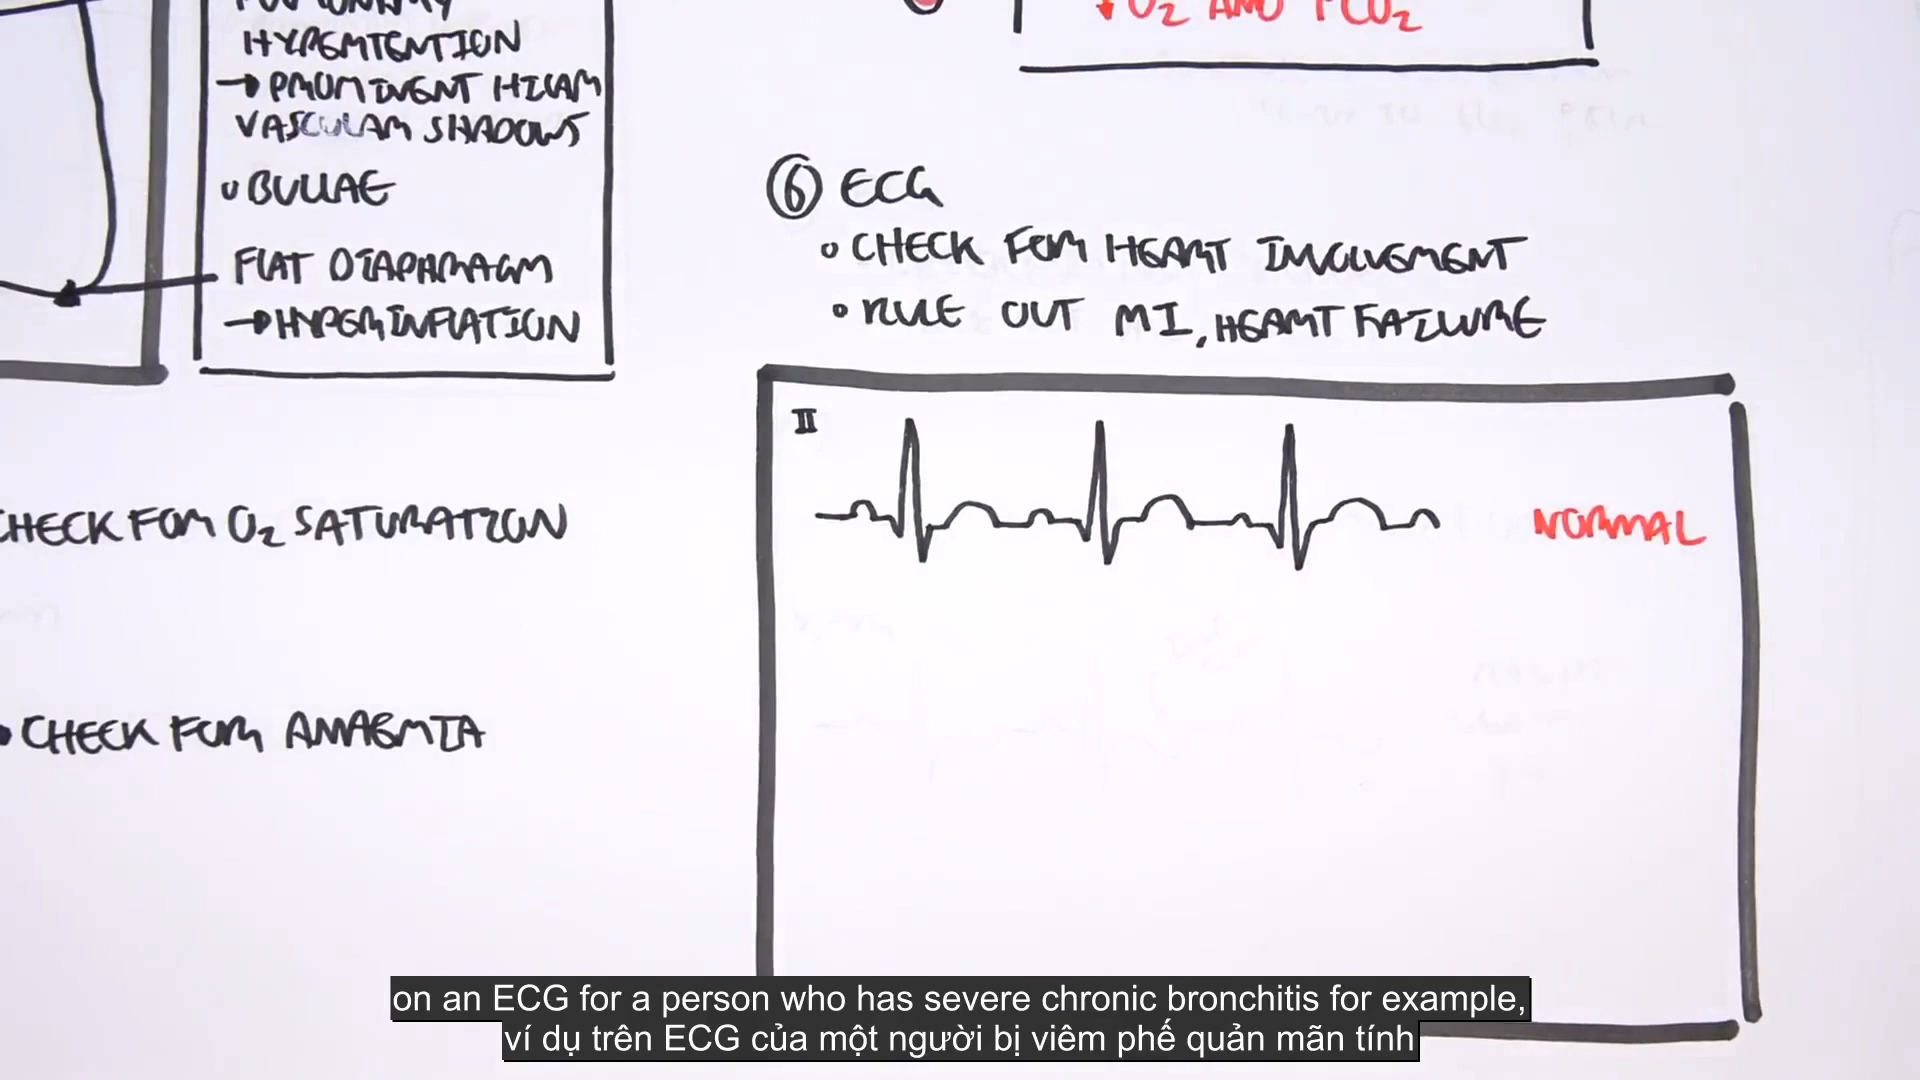 HYPERTENTION
→ PROMINENT HILAR
VASCULAR SHADOWS
BULLAE
FLAT DIAPHRAGM
→ HYPERINFLATION
↓ O₂ AND PCO₂
⑥ ECG
CHECK FOR HEART INVOLVEMENT
RULE OUT MI, HEART FAILURE
II
NORMAL
CHECK FOR O₂ SATURATION
• CHECK FOR ANAEMIA
on an ECG for a person who has severe chronic bronchitis for example,
ví dụ trên ECG của một người bị viêm phế quản mãn tính